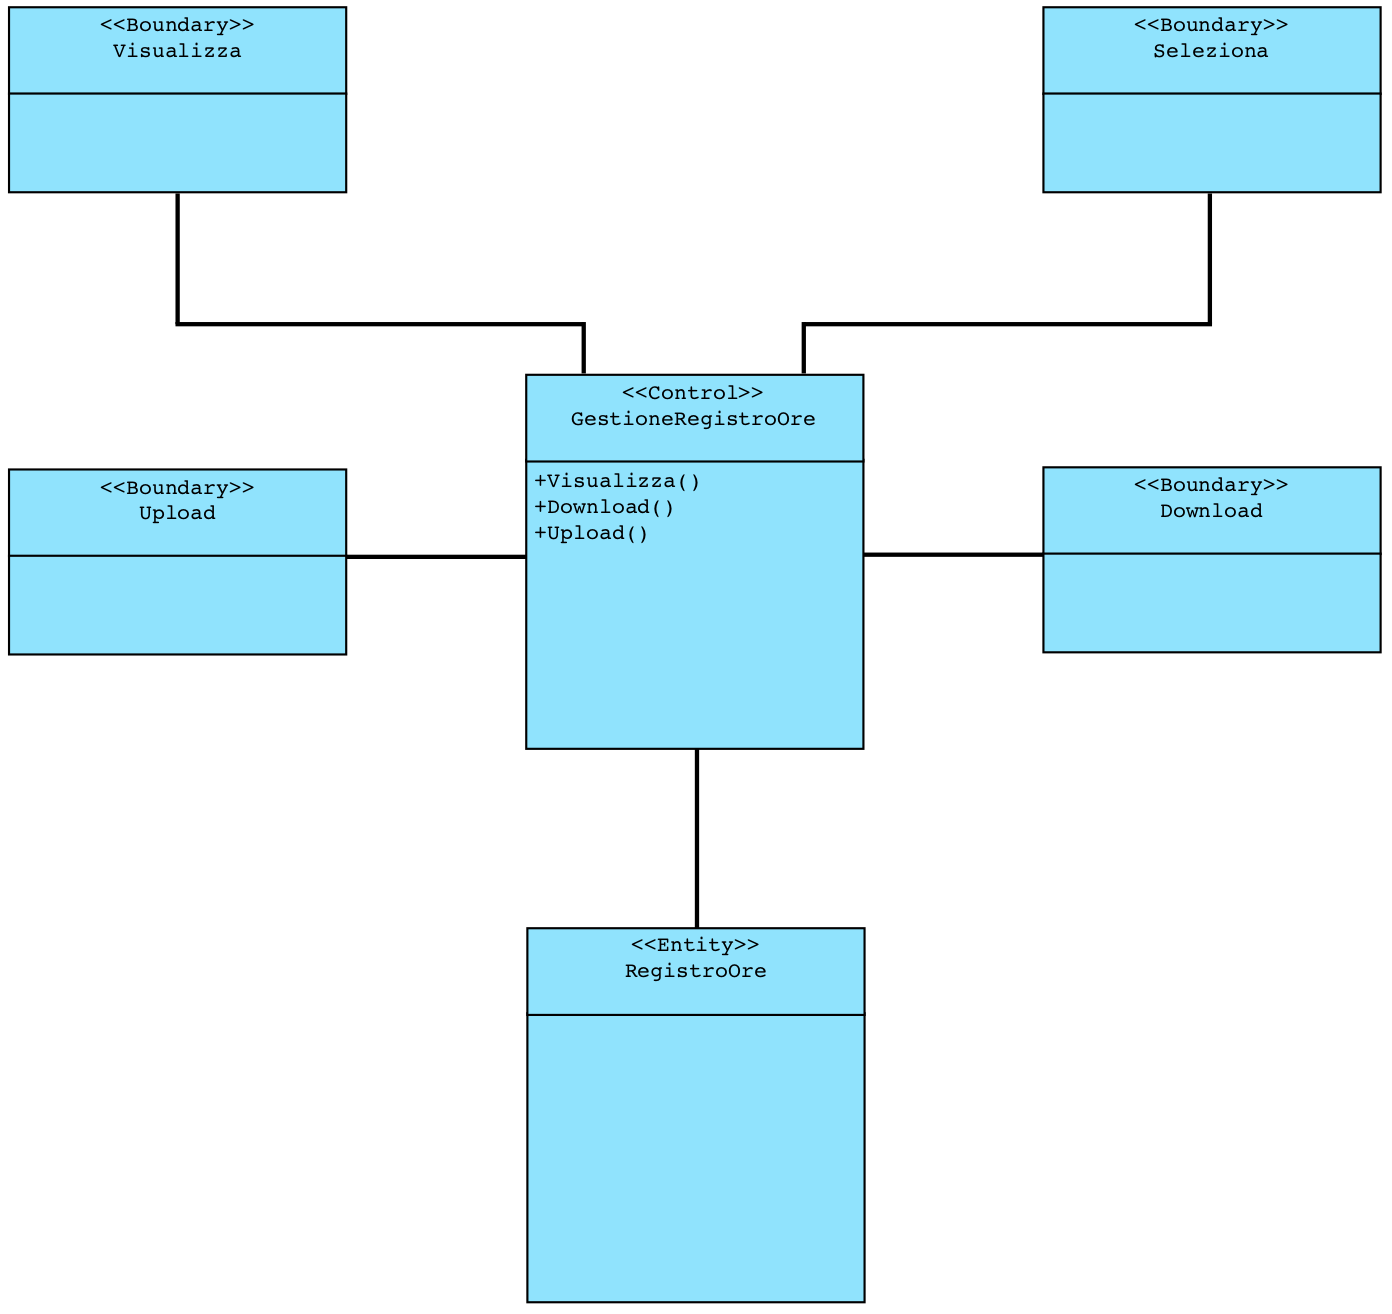 <<Boundary>>
Visualizza
<<Boundary>>
Seleziona
<<Control>>
GestioneRegistroOre
+Visualizza()
+Download()
+Upload()
<<Boundary>>
Upload
<<Boundary>>
Download
<<Entity>>
RegistroOre